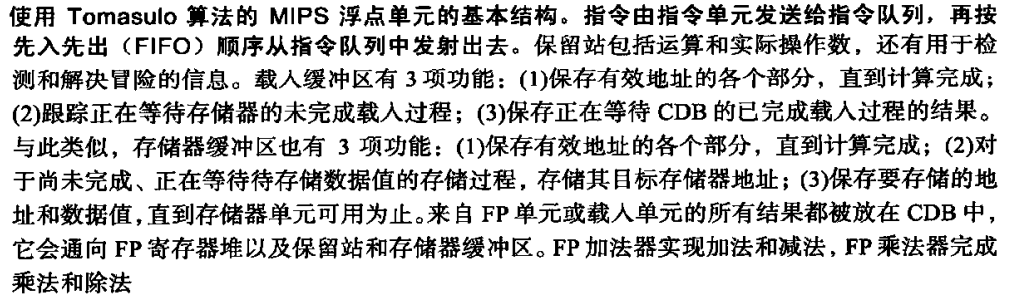 使用 Tomasulo 算法的 MIPS 浮点单元的基本结构。指令由指令单元发送给指令队列，再按
先入先出（FIFO）顺序从指令队列中发射出去。保留站包括运算和实际操作数，还有用于检
测和解决冒险的信息。载入缓冲区有 3 项功能：(1)保存有效地址的各个部分，直到计算完成；
(2)跟踪正在等待存储器的未完成载入过程；(3)保存正在等待 CDB 的已完成载入过程的结果。
与此类似，存储器缓冲区也有 3 项功能：(1)保存有效地址的各个部分，直到计算完成；(2)对
于尚未完成、正在等待待存储数据值的存储过程，存储其目标存储器地址；(3)保存要存储的地
址和数据值，直到存储器单元可用为止。来自 FP 单元或载入单元的所有结果都被放在 CDB 中，
它会通向 FP 寄存器堆以及保留站和存储器缓冲区。FP 加法器实现加法和减法，FP 乘法器完成
乘法和除法